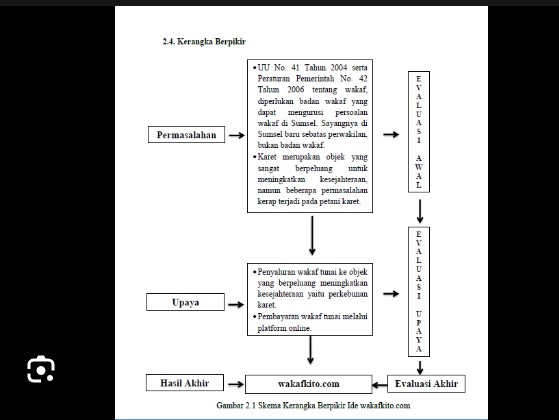 2.4. Kerangka Berpikir
Permasalahan
• UU No. 41 Tahun 2004 serta
Peraturan Pemerintah No. 42
Tahun 2006 tentang wakaf,
diperlukan badan wakaf yang
dapat mengurusi persoalan
wakaf di Sumsel. Sayangnya di
Sumsel baru sebatas perwakilan,
bukan badan wakaf.
• Karet merupakan objek yang
sangat berpeluang untuk
meningkatkan kesejahteraan,
namun beberapa permasalahan
kerap terjadi pada petani karet.
EVALUASI AWAL
Upaya
• Penyaluran wakaf tunai ke objek
yang berpeluang meningkatkan
kesejahteraan yaitu perkebunan
karet.
• Pembayaran wakaf tunai melalui
platform online.
EVALUASI UPAYA
Hasil Akhir
wakafkito.com
Evaluasi Akhir
Gambar 2.1 Skema Kerangka Berpikir Ide wakafkito.com